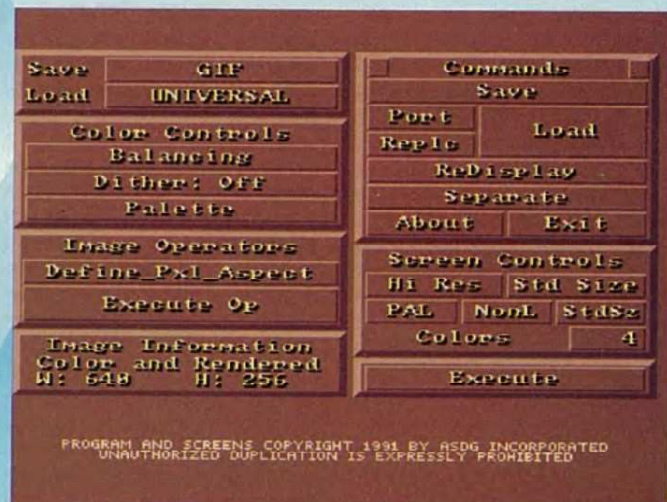 Save GIF
Load UNIVERSAL
Color Controls
Balancing
Dither: Off
Palette
Image Operators
Define_Pxl_Aspect
Execute Op
Image Information
Color and Rendered
W: 640 H: 256
Commands
Save
Port
Replc
Load
ReDisplay
Separate
About Exit
Screen Controls
Hi Res Std Size
PAL NonL StdSz
Colors 4
Execute
PROGRAM AND SCREENS COPYRIGHT 1991 BY ASDG INCORPORATED
UNAUTHORIZED DUPLICATION IS EXPRESSLY PROHIBITED